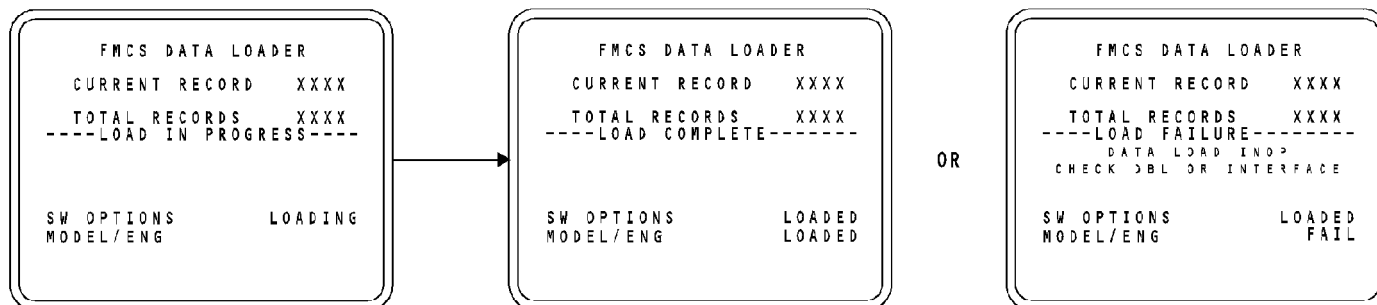 FMCS DATA LOADER
CURRENT RECORD XXXX
TOTAL RECORDS XXXX
----LOAD IN PROGRESS----
SW OPTIONS LOADING
MODEL/ENG
FMCS DATA LOADER
CURRENT RECORD XXXX
TOTAL RECORDS XXXX
----LOAD COMPLETE-------
SW OPTIONS LOADED
MODEL/ENG LOADED
OR
FMCS DATA LOADER
CURRENT RECORD XXXX
TOTAL RECORDS XXXX
----LOAD FAILURE--------
DATA LOAD INOP
CHECK DBL OR INTERFACE
SW OPTIONS LOADED
MODEL/ENG FAIL